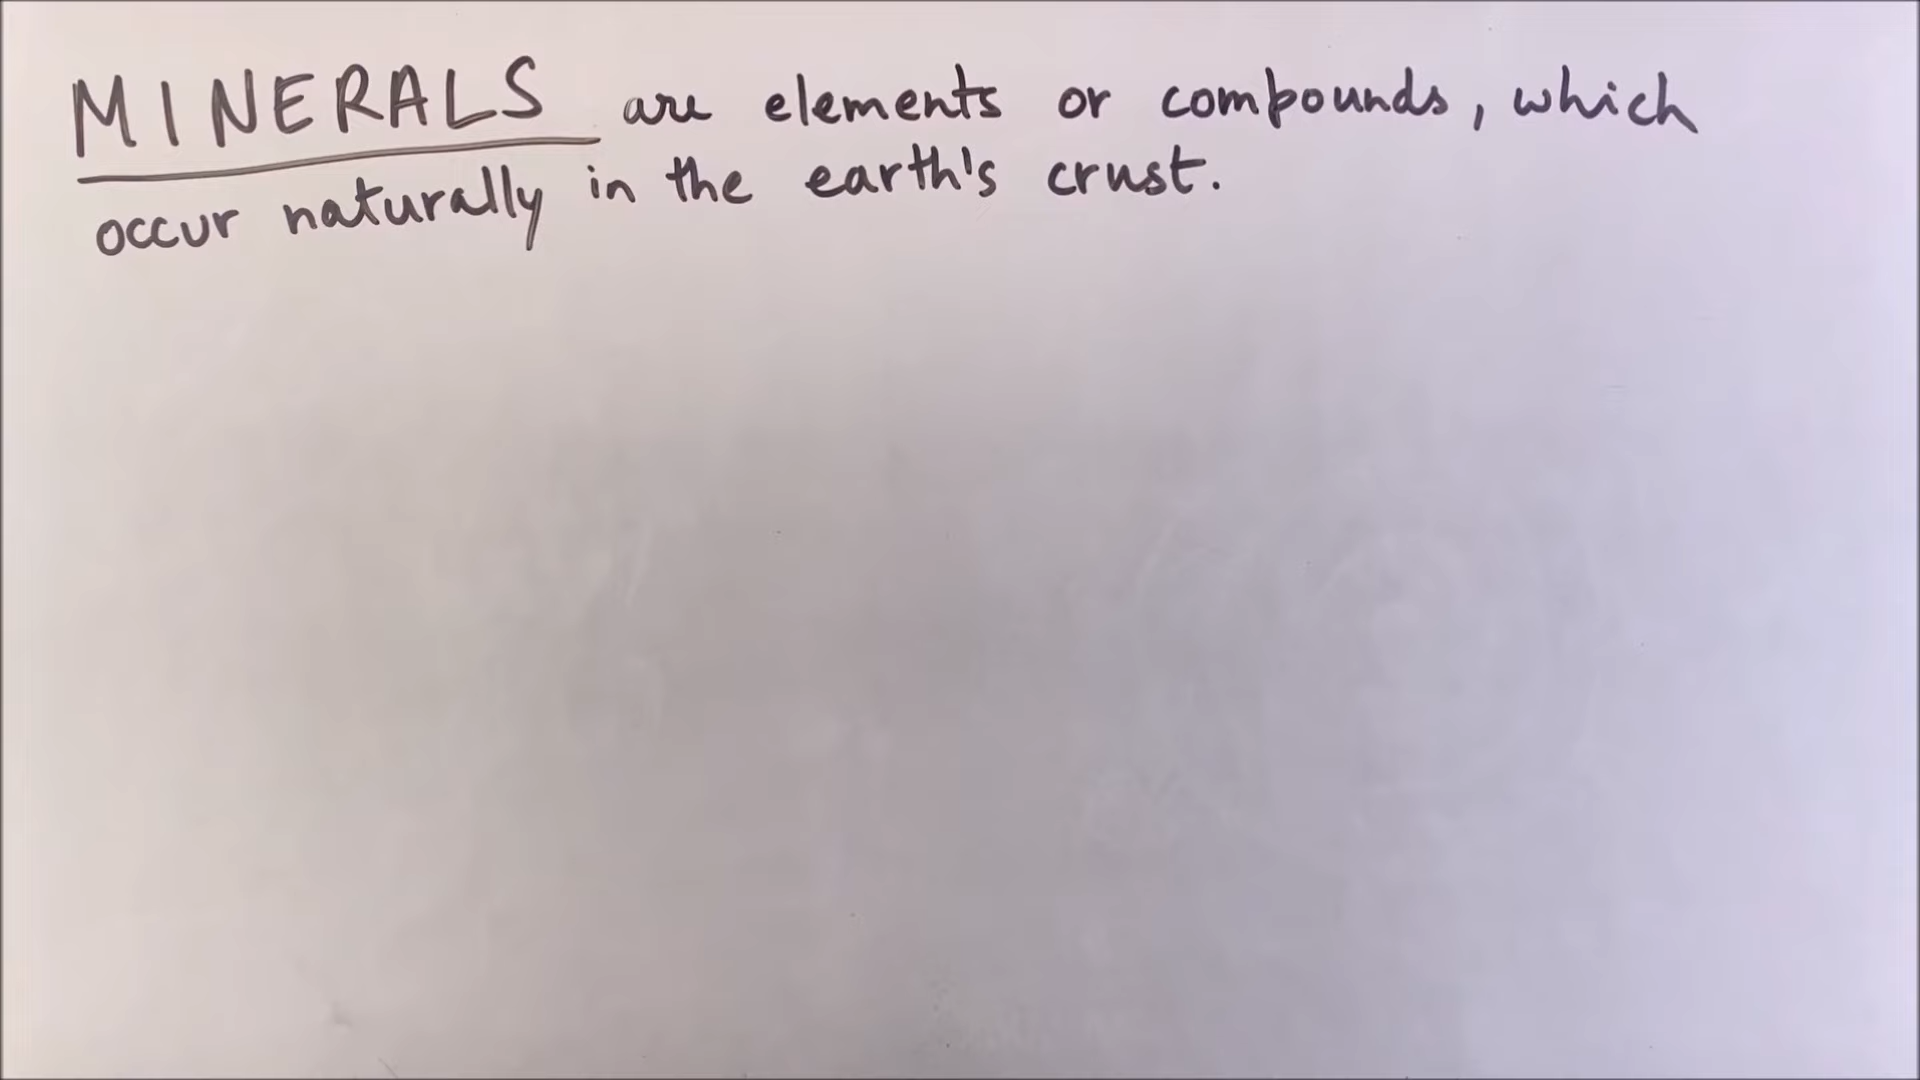 MINERALS are elements or compounds, which
occur naturally in the earth's crust.